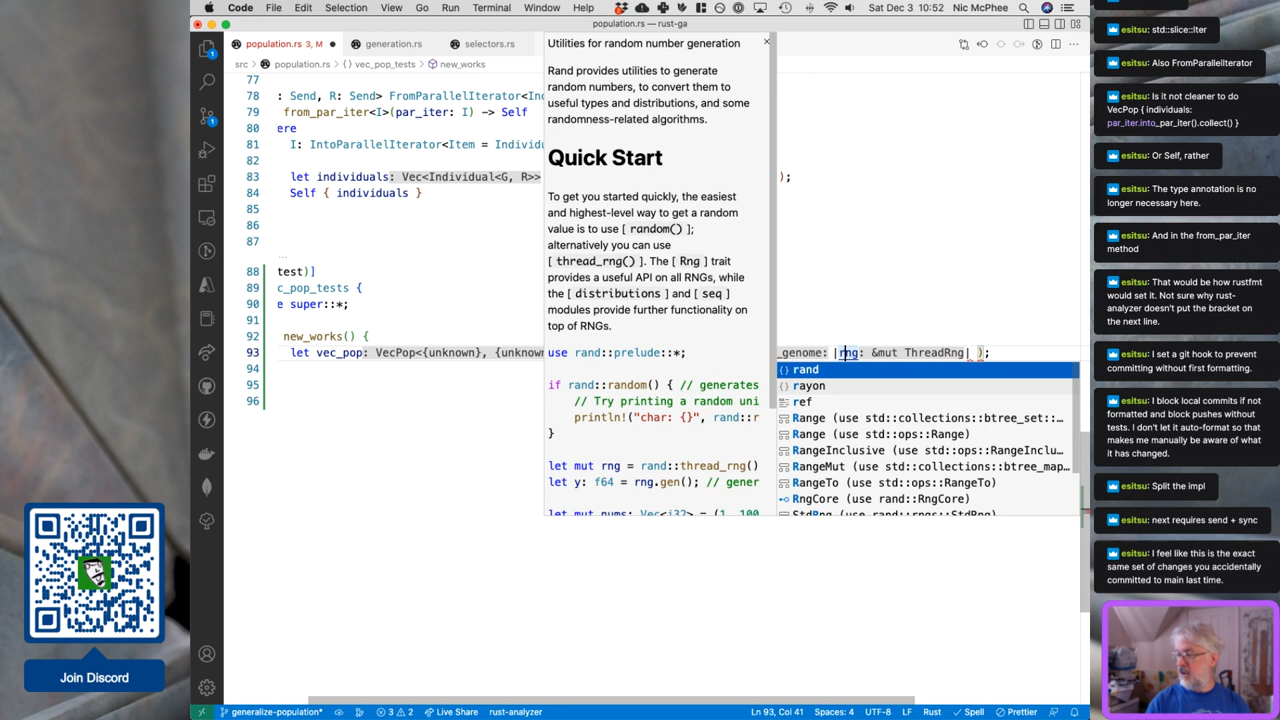 Code File Edit Selection View Go Run Terminal Window Help Sat Dec 3 10:52 Nic McPhee
population.rs — rust-ga
population.rs 3, M
generation.rs
selectors.rs
src > population.rs > {} vec_pop_tests > new_works
77
78 : Send, R: Send> FromParallelIterator<Ind
79 from_par_iter<I>(par_iter: I) -> Self
80 ere
81 I: IntoParallelIterator<Item = Individ
82
83 let individuals: Vec<Individual<G, R>> );
84 Self { individuals }
85
86
87
...
88 test)]
89 c_pop_tests {
90 e super::*;
91
92 new_works() {
93 let vec_pop: VecPop<{unknown}, {unknown _genome: |rng: &mut ThreadRng| );
94
95
96
Utilities for random number generation
Rand provides utilities to generate
random numbers, to convert them to
useful types and distributions, and some
randomness-related algorithms.
Quick Start
To get you started quickly, the easiest
and highest-level way to get a random
value is to use [ random() ];
alternatively you can use
[ thread_rng() ]. The [ Rng ] trait
provides a useful API on all RNGs, while
the [ distributions ] and [ seq ]
modules provide further functionality on
top of RNGs.
use rand::prelude::*;
if rand::random() { // generates
// Try printing a random uni
println!("char: {}", rand::r
}
let mut rng = rand::thread_rng()
let y: f64 = rng.gen(); // gener
let mut nums: Vec<i32> = (1..100
rand
rayon
ref
Range (use std::collections::btree_set::…
Range (use std::ops::Range)
RangeInclusive (use std::ops::RangeInclu…
RangeMut (use std::collections::btree_map…
RangeTo (use std::ops::RangeTo)
RngCore (use rand::RngCore)
StdRng (use rand::rngs::StdRng)
esitsu: std::slice::Iter
esitsu: Also FromParallelIterator
esitsu: Is it not cleaner to do
VecPop { individuals:
par_iter.into_par_iter().collect() }
esitsu: Or Self, rather
esitsu: The type annotation is no
longer necessary here.
esitsu: And in the from_par_iter
method
esitsu: That would be how rustfmt
would set it. Not sure why rust-
analyzer doesn't put the bracket on
the next line.
esitsu: I set a git hook to prevent
committing without first formatting.
esitsu: I block local commits if not
formatted and block pushes without
tests. I don't let it auto-format so that
makes me manually be aware of what
it has changed.
esitsu: Split the impl
esitsu: next requires send + sync
esitsu: I feel like this is the exact
same set of changes you accidentally
committed to main last time.
Join Discord
generalize-population* 3 2 Live Share rust-analyzer Ln 93, Col 41 Spaces: 4 UTF-8 LF Rust Spell Prettier